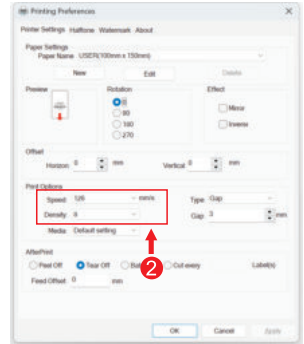 Printing Preferences
Printer Settings Halftone Watermark About
Paper Settings
Paper Name USER(100mm x 150mm)
New Edit Delete
Preview Rotation Effect
0
90 Mirror
180 Inverse
270
Offset
Horizon 0 mm Vertical 0 mm
Print Options
Speed 126 mm/s Type Gap
Density 8 Gap 3 mm
Media Default setting
2
AfterPrint
Peel Off Tear Off Cut every Label(s)
Feed Offset 0 mm
OK Cancel Apply